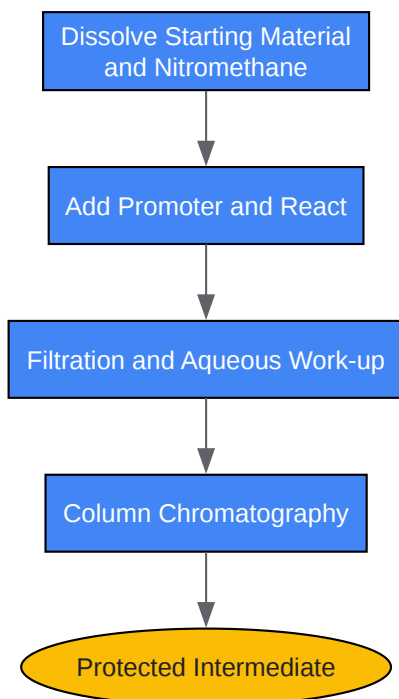 Dissolve Starting Material
and Nitromethane
Add Promoter and React
Filtration and Aqueous Work-up
Column Chromatography
Protected Intermediate